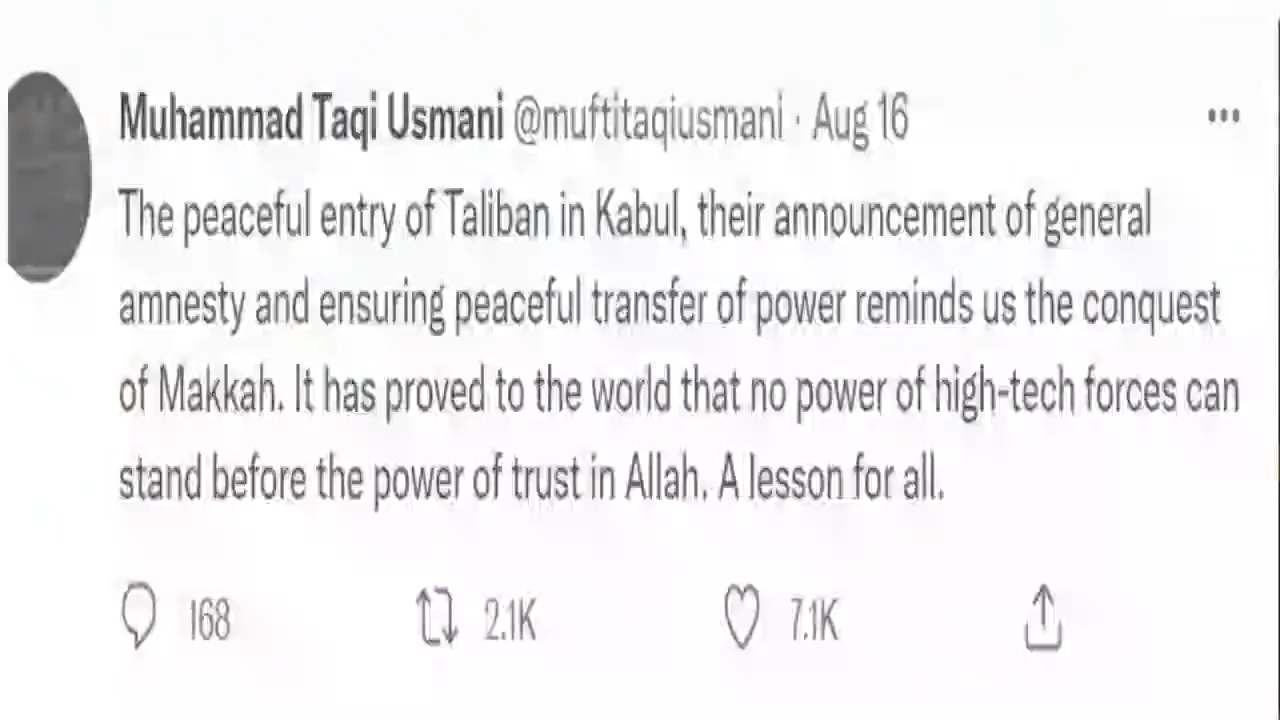 Muhammad Taqi Usmani @muftitaqiusmani · Aug 16
The peaceful entry of Taliban in Kabul, their announcement of general
amnesty and ensuring peaceful transfer of power reminds us the conquest
of Makkah. It has proved to the world that no power of high-tech forces can
stand before the power of trust in Allah. A lesson for all.
168 2.1K 7.1K